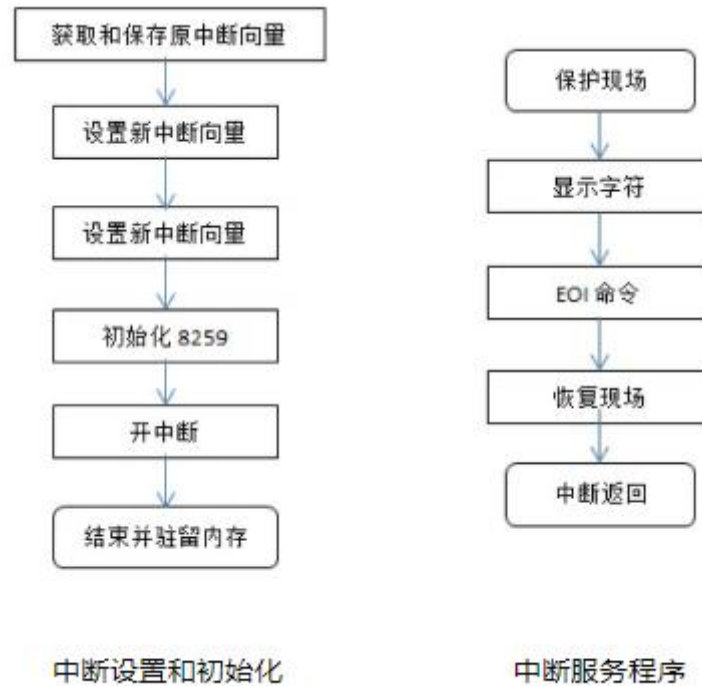 获取和保存原中断向量
设置新中断向量
设置新中断向量
初始化 8259
开中断
结束并驻留内存
中断设置和初始化
保护现场
显示字符
EOI 命令
恢复现场
中断返回
中断服务程序